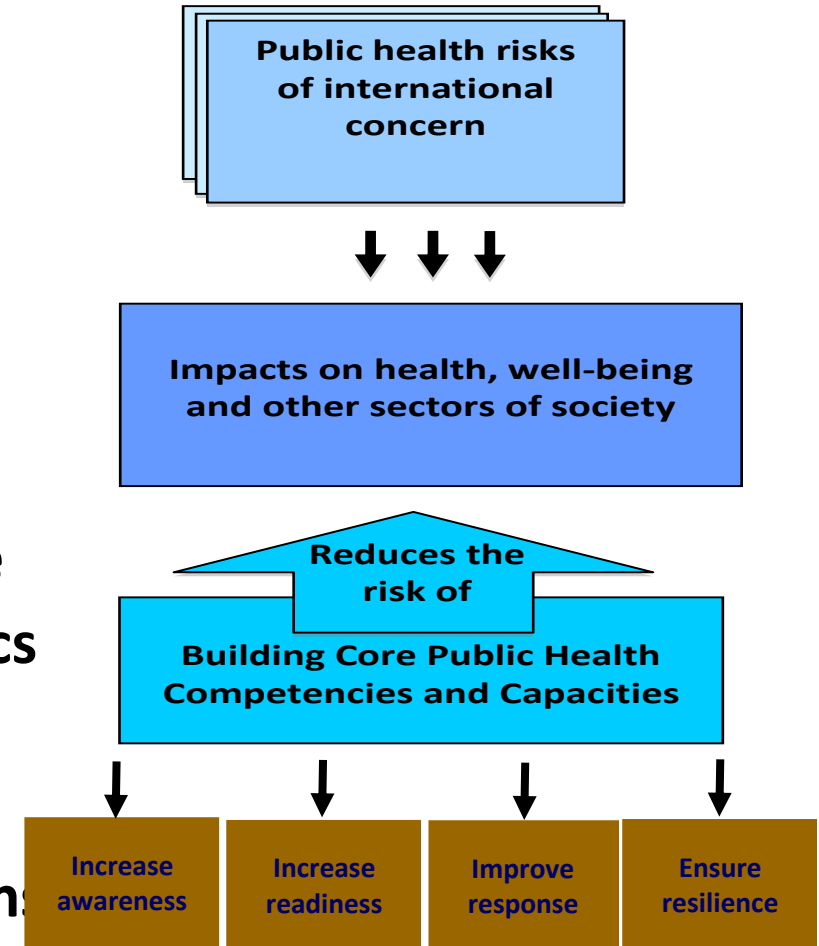 Public health risks
of international
concern
Impacts on health, well-being
and other sectors of society
Reduces the
risk of
Building Core Public Health
Competencies and Capacities
Increase
awareness
Increase
readiness
Improve
response
Ensure
resilience